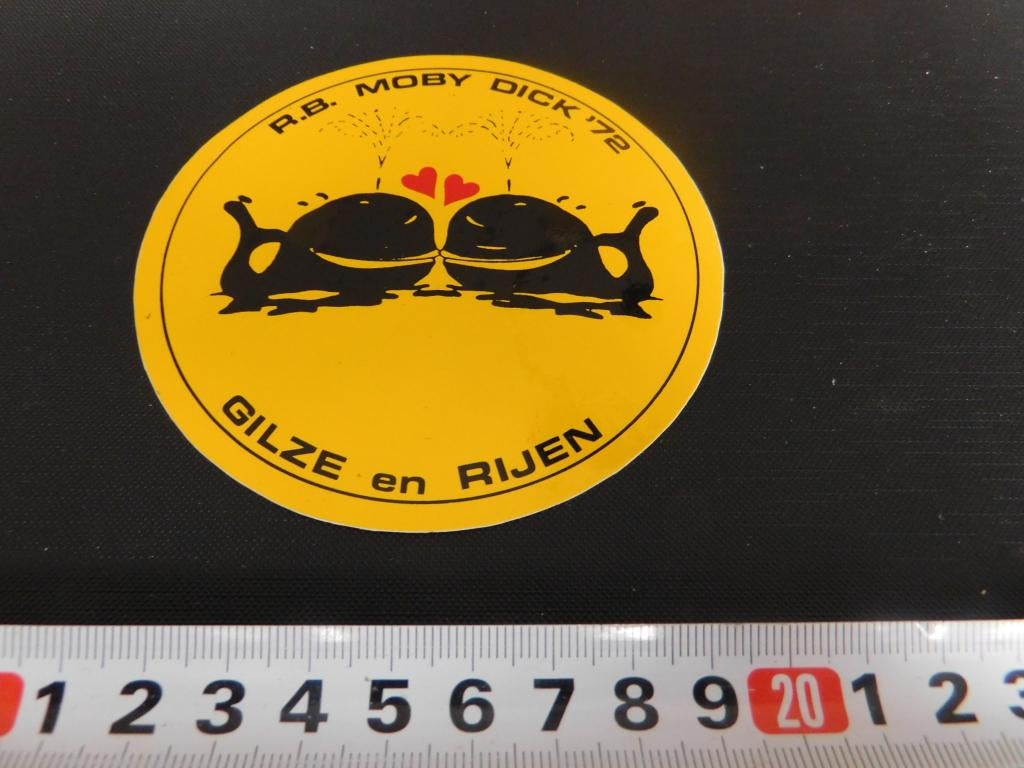 R.B. MOBY DICK '72
GILZE en RIJEN
1 2 3 4 5 6 7 8 9 20 1 2 3